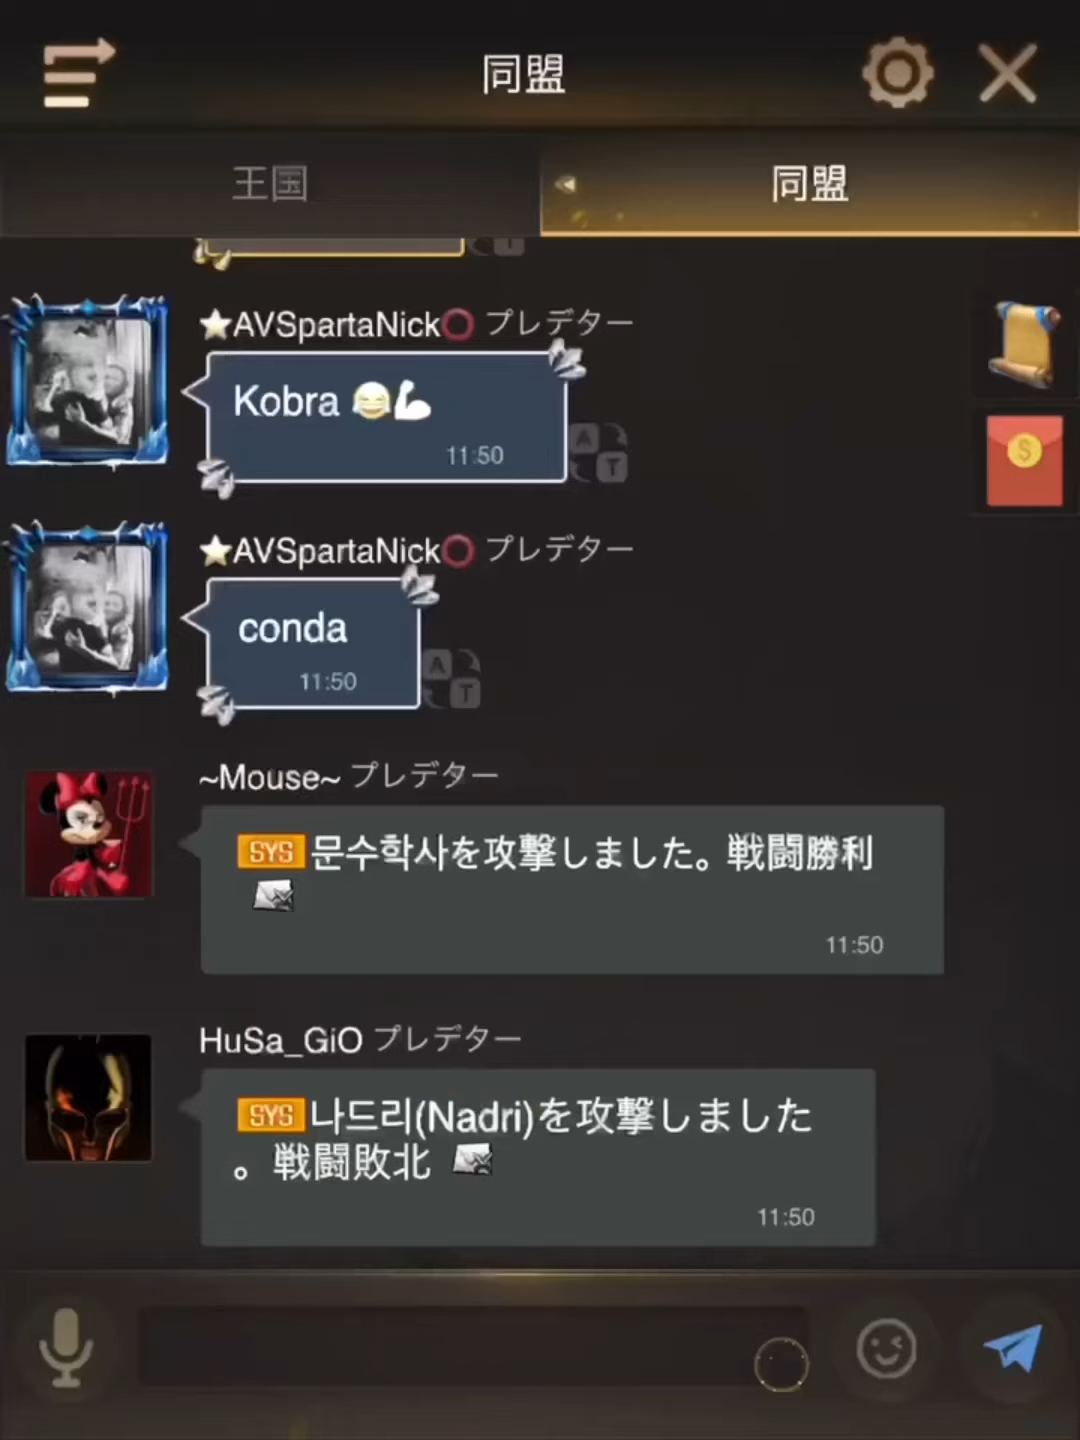 同盟
王国
同盟
★AVSpartaNick⭕ プレデター
Kobra 😂💪
11:50
★AVSpartaNick⭕ プレデター
conda
11:50
~Mouse~ プレデター
SYS 문수학사を攻撃しました。戦闘勝利
11:50
HuSa_GiO プレデター
SYS 나드리(Nadri)を攻撃しました
。戦闘敗北
11:50